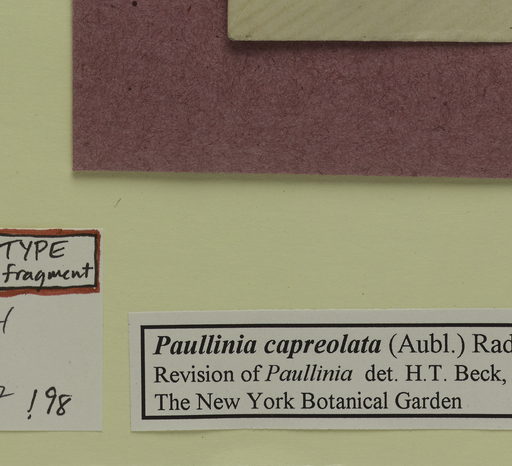 TYPE
fragment
! 98
Paullinia capreolata (Aubl.) Rad
Revision of Paullinia det. H.T. Beck,
The New York Botanical Garden